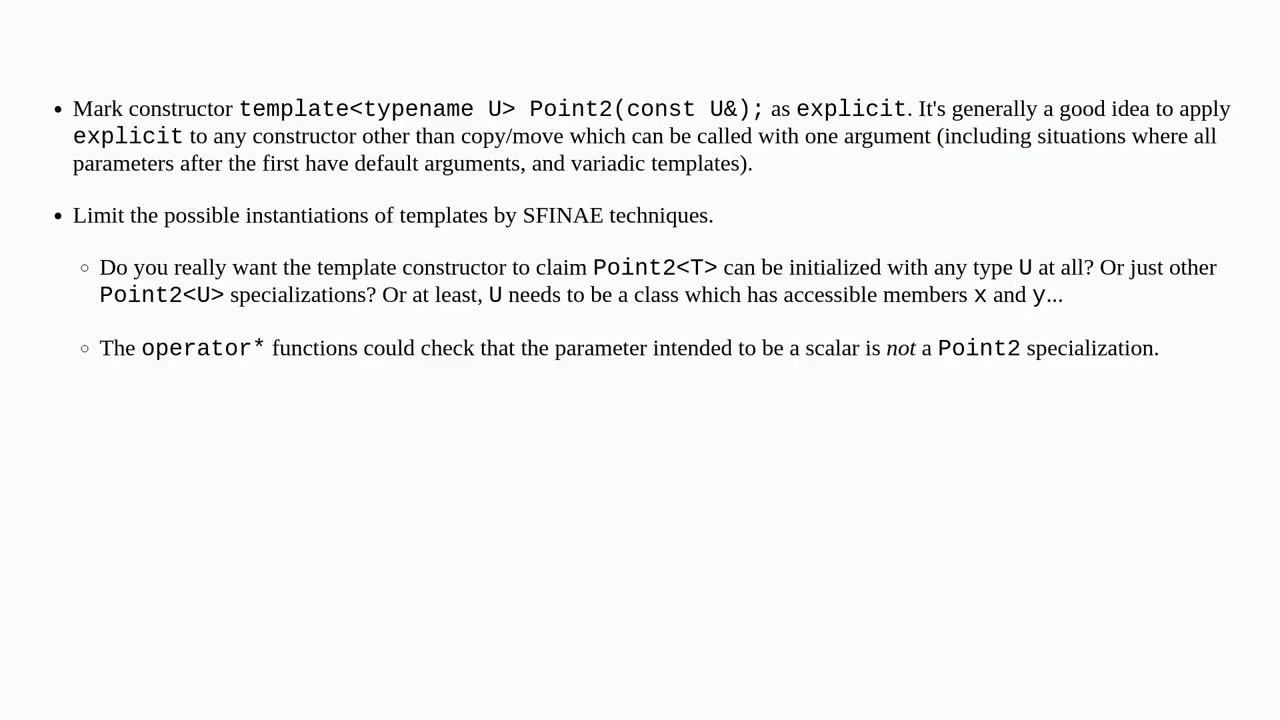 Mark constructor template<typename U> Point2(const U&); as explicit. It's generally a good idea to apply
explicit to any constructor other than copy/move which can be called with one argument (including situations where all
parameters after the first have default arguments, and variadic templates).
Limit the possible instantiations of templates by SFINAE techniques.
Do you really want the template constructor to claim Point2<T> can be initialized with any type U at all? Or just other
Point2<U> specializations? Or at least, U needs to be a class which has accessible members x and y...
The operator* functions could check that the parameter intended to be a scalar is not a Point2 specialization.